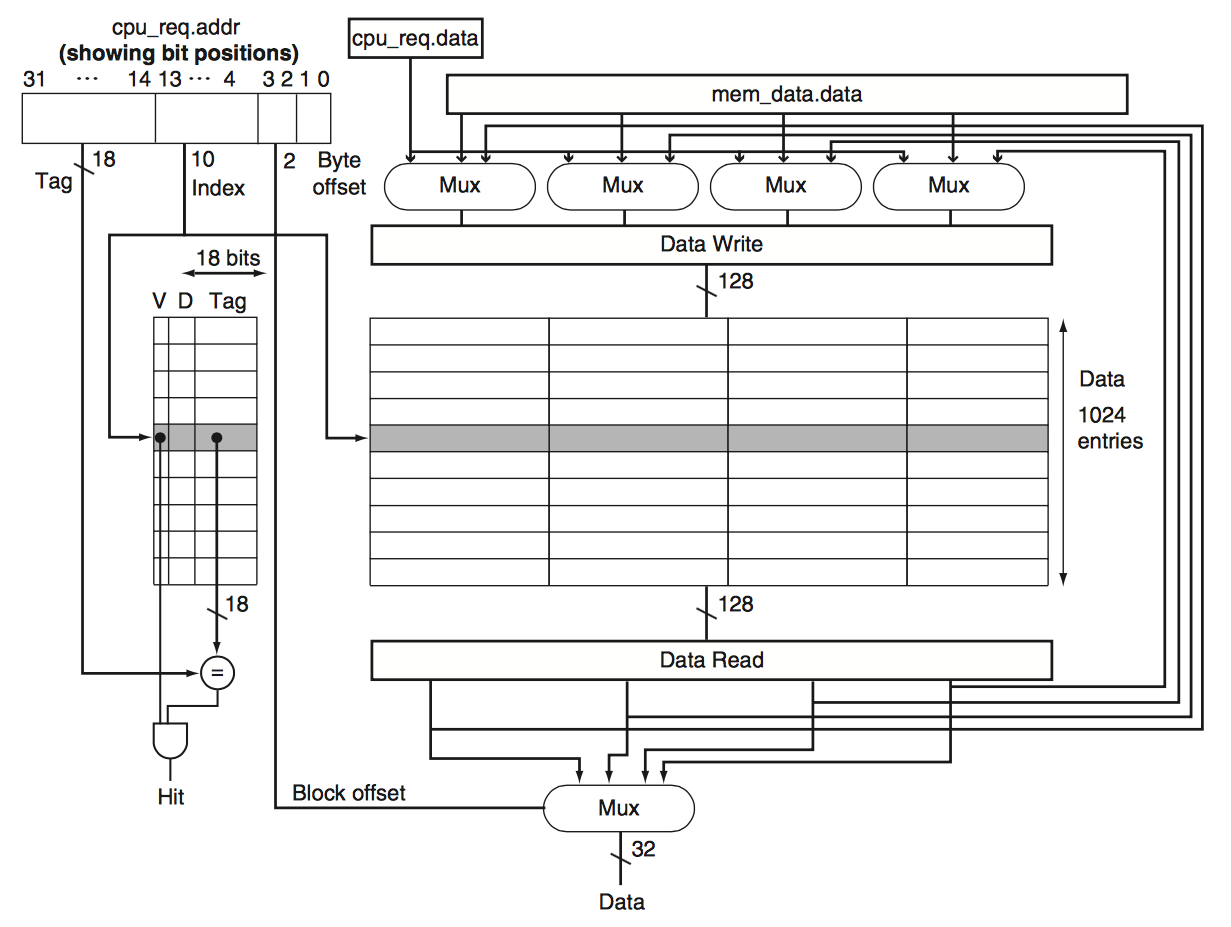 cpu_req.addr
(showing bit positions)
31 ... 14 13 ... 4 3 2 1 0
18
Tag
10
Index
2
Byte
offset
cpu_req.data
mem_data.data
Mux
Mux
Mux
Mux
Data Write
128
18 bits
V D Tag
Data
1024
entries
18
128
=
Data Read
Hit
Block offset
Mux
32
Data